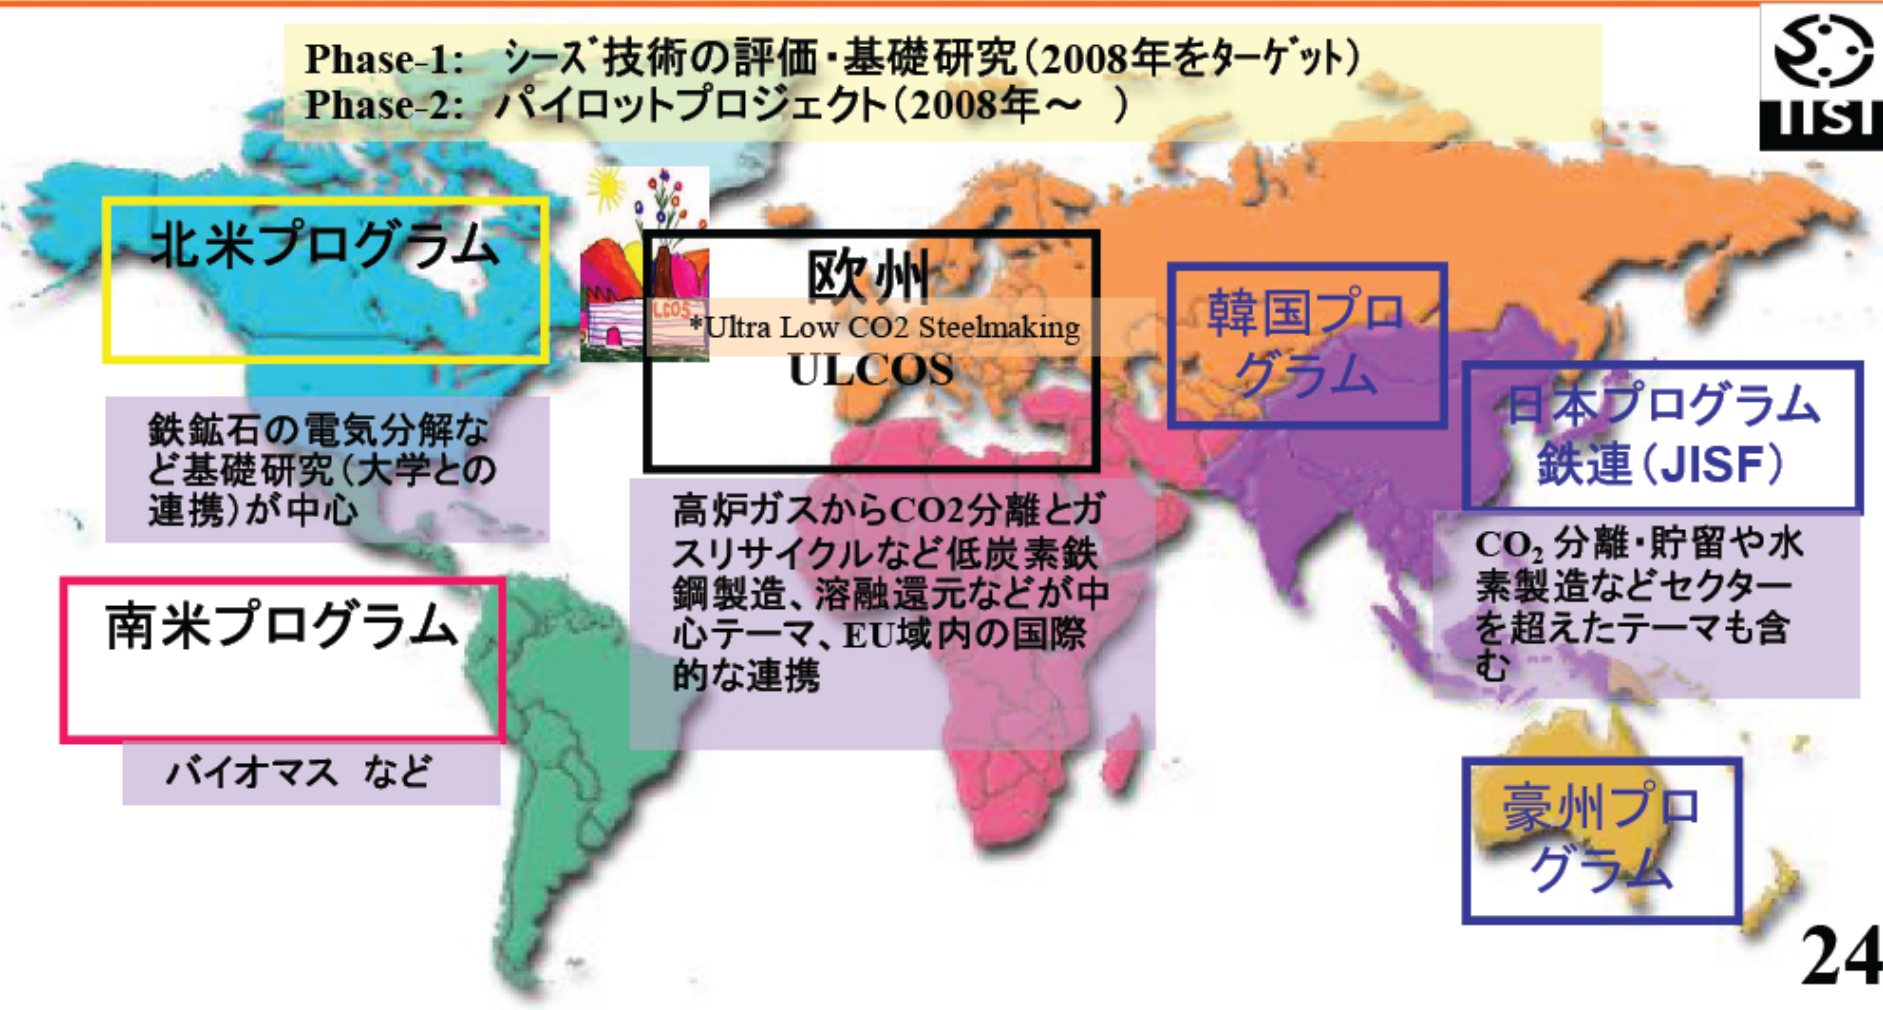 Phase-1: シーズ技術の評価・基礎研究（2008年をターゲット）
Phase-2: パイロットプロジェクト（2008年～ ）
IISI
北米プログラム
鉄鉱石の電気分解な
ど基礎研究（大学との
連携）が中心
南米プログラム
バイオマス など
LCOS
欧州
*Ultra Low CO2 Steelmaking
ULCOS
高炉ガスからCO2分離とガ
スリサイクルなど低炭素鉄
鋼製造、溶融還元などが中
心テーマ、EU域内の国際
的な連携
韓国プロ
グラム
日本プログラム
鉄連（JISF）
CO₂ 分離・貯留や水
素製造などセクター
を超えたテーマも含
む
豪州プロ
グラム
24